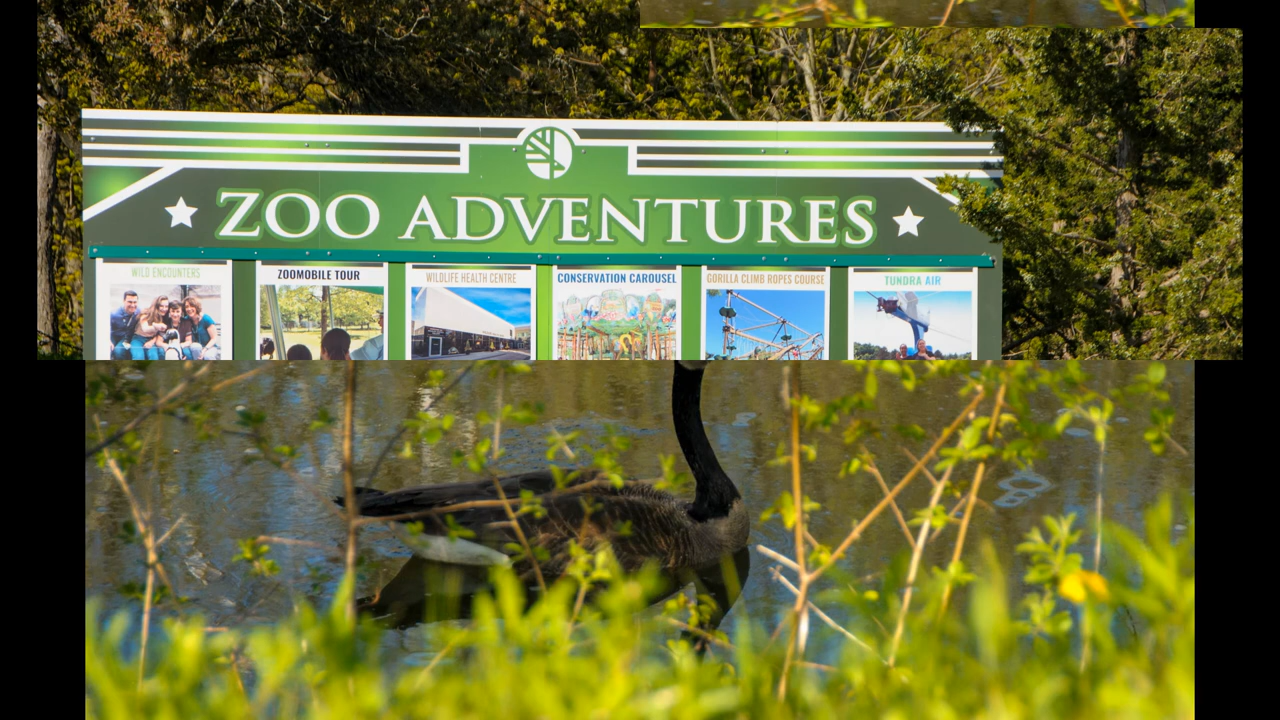 ZOO ADVENTURES
WILD ENCOUNTERS
ZOOMOBILE TOUR
WILDLIFE HEALTH CENTRE
CONSERVATION CAROUSEL
GORILLA CLIMB ROPES COURSE
TUNDRA AIR